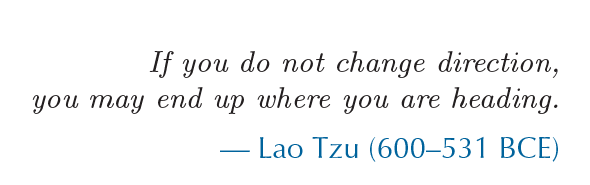 If you do not change direction,
you may end up where you are heading.
— Lao Tzu (600–531 BCE)